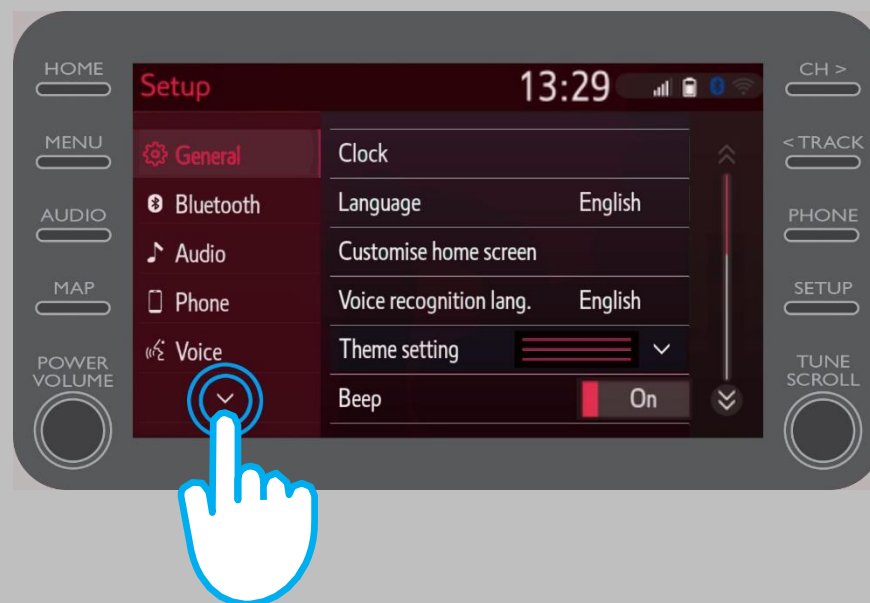 HOME
MENU
AUDIO
MAP
POWER
VOLUME
Setup 13:29
General
Bluetooth
Audio
Phone
Voice
Clock
Language English
Customise home screen
Voice recognition lang. English
Theme setting
Beep On
CH >
< TRACK
PHONE
SETUP
TUNE
SCROLL